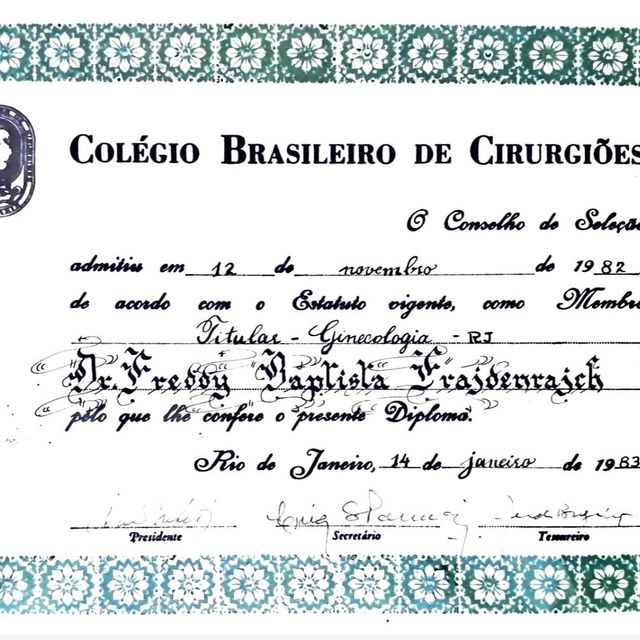 COLÉGIO BRASILEIRO DE CIRURGIÕES
O Conselho de Seleção
admitiu em 12 de novembro de 1982
de acordo com o Estatuto vigente, como Membro
Titular - Ginecologia - RJ
Dr. Freddy Baptista Frajdenrajch
pelo que lhe confere o presente Diploma.
Rio de Janeiro, 14 de janeiro de 1983
Presidente Secretário Tesoureiro